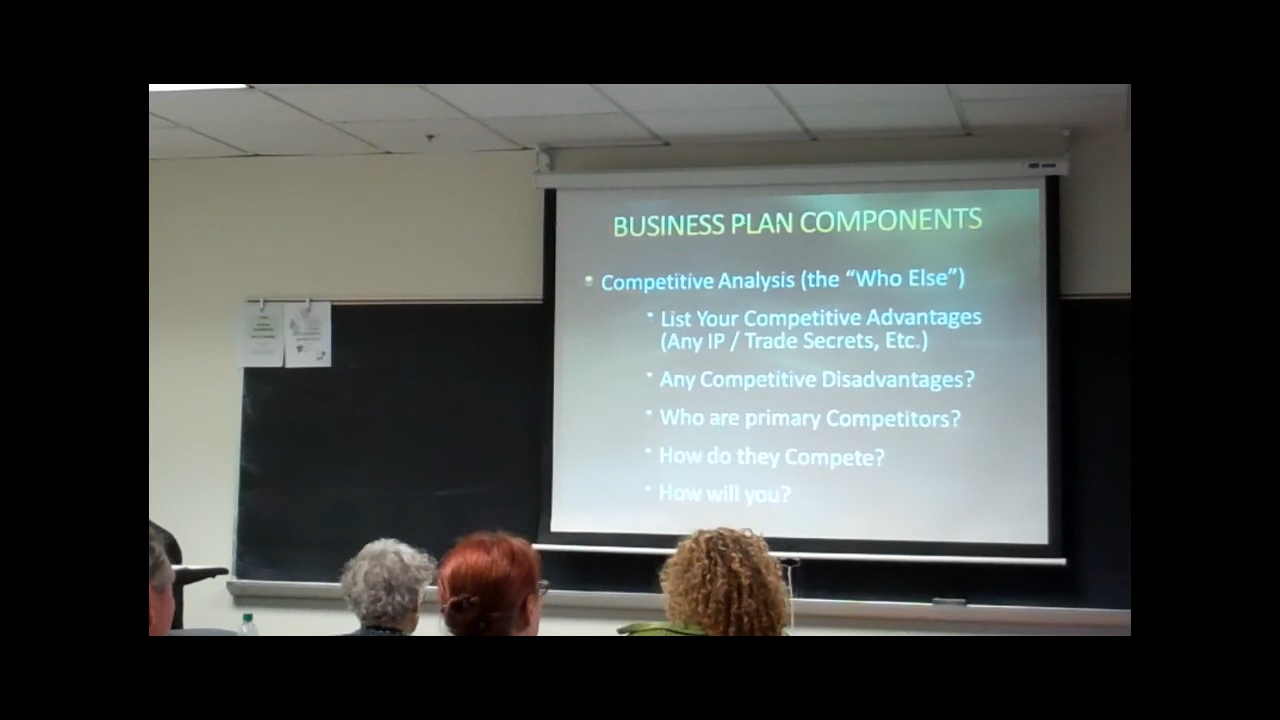 BUSINESS PLAN COMPONENTS
Competitive Analysis (the “Who Else”)
List Your Competitive Advantages
(Any IP / Trade Secrets, Etc.)
Any Competitive Disadvantages?
Who are primary Competitors?
How do they Compete?
How will you?